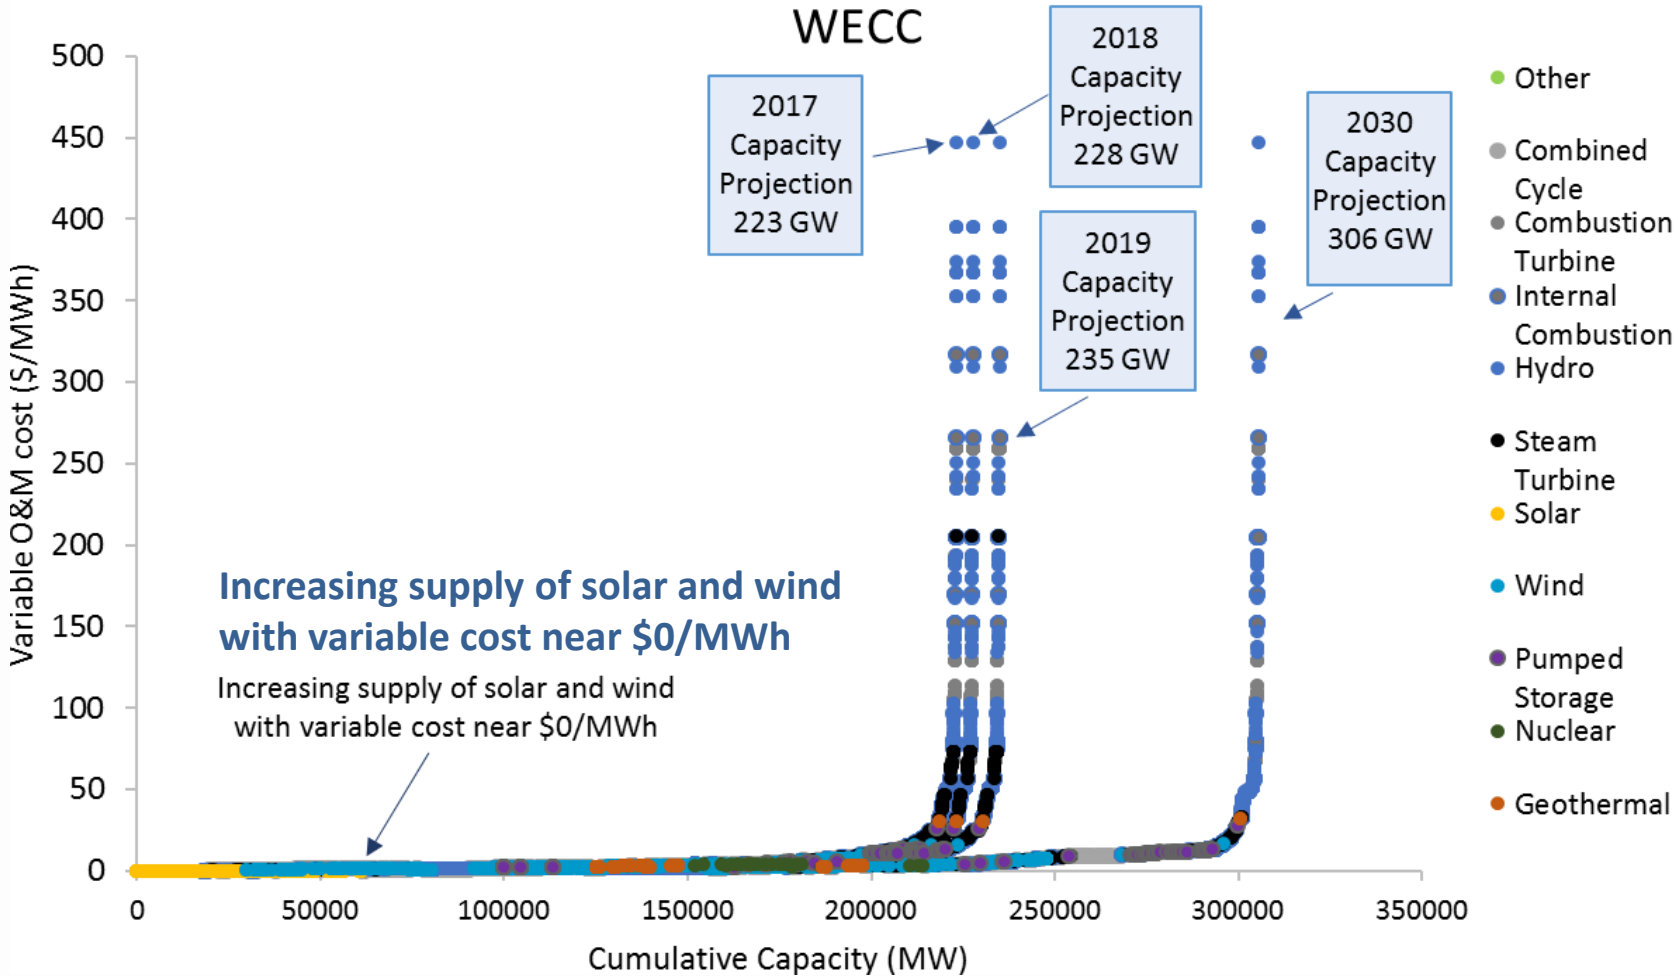 WECC
2017
Capacity
Projection
223 GW
2018
Capacity
Projection
228 GW
2019
Capacity
Projection
235 GW
2030
Capacity
Projection
306 GW
Variable O&M cost ($/MWh)
500
450
400
350
300
250
200
150
100
50
0
Increasing supply of solar and wind
with variable cost near $0/MWh
Increasing supply of solar and wind
with variable cost near $0/MWh
0
50000
100000
150000
200000
250000
300000
350000
Cumulative Capacity (MW)
Other
Combined
Cycle
Combustion
Turbine
Internal
Combustion
Hydro
Steam
Turbine
Solar
Wind
Pumped
Storage
Nuclear
Geothermal